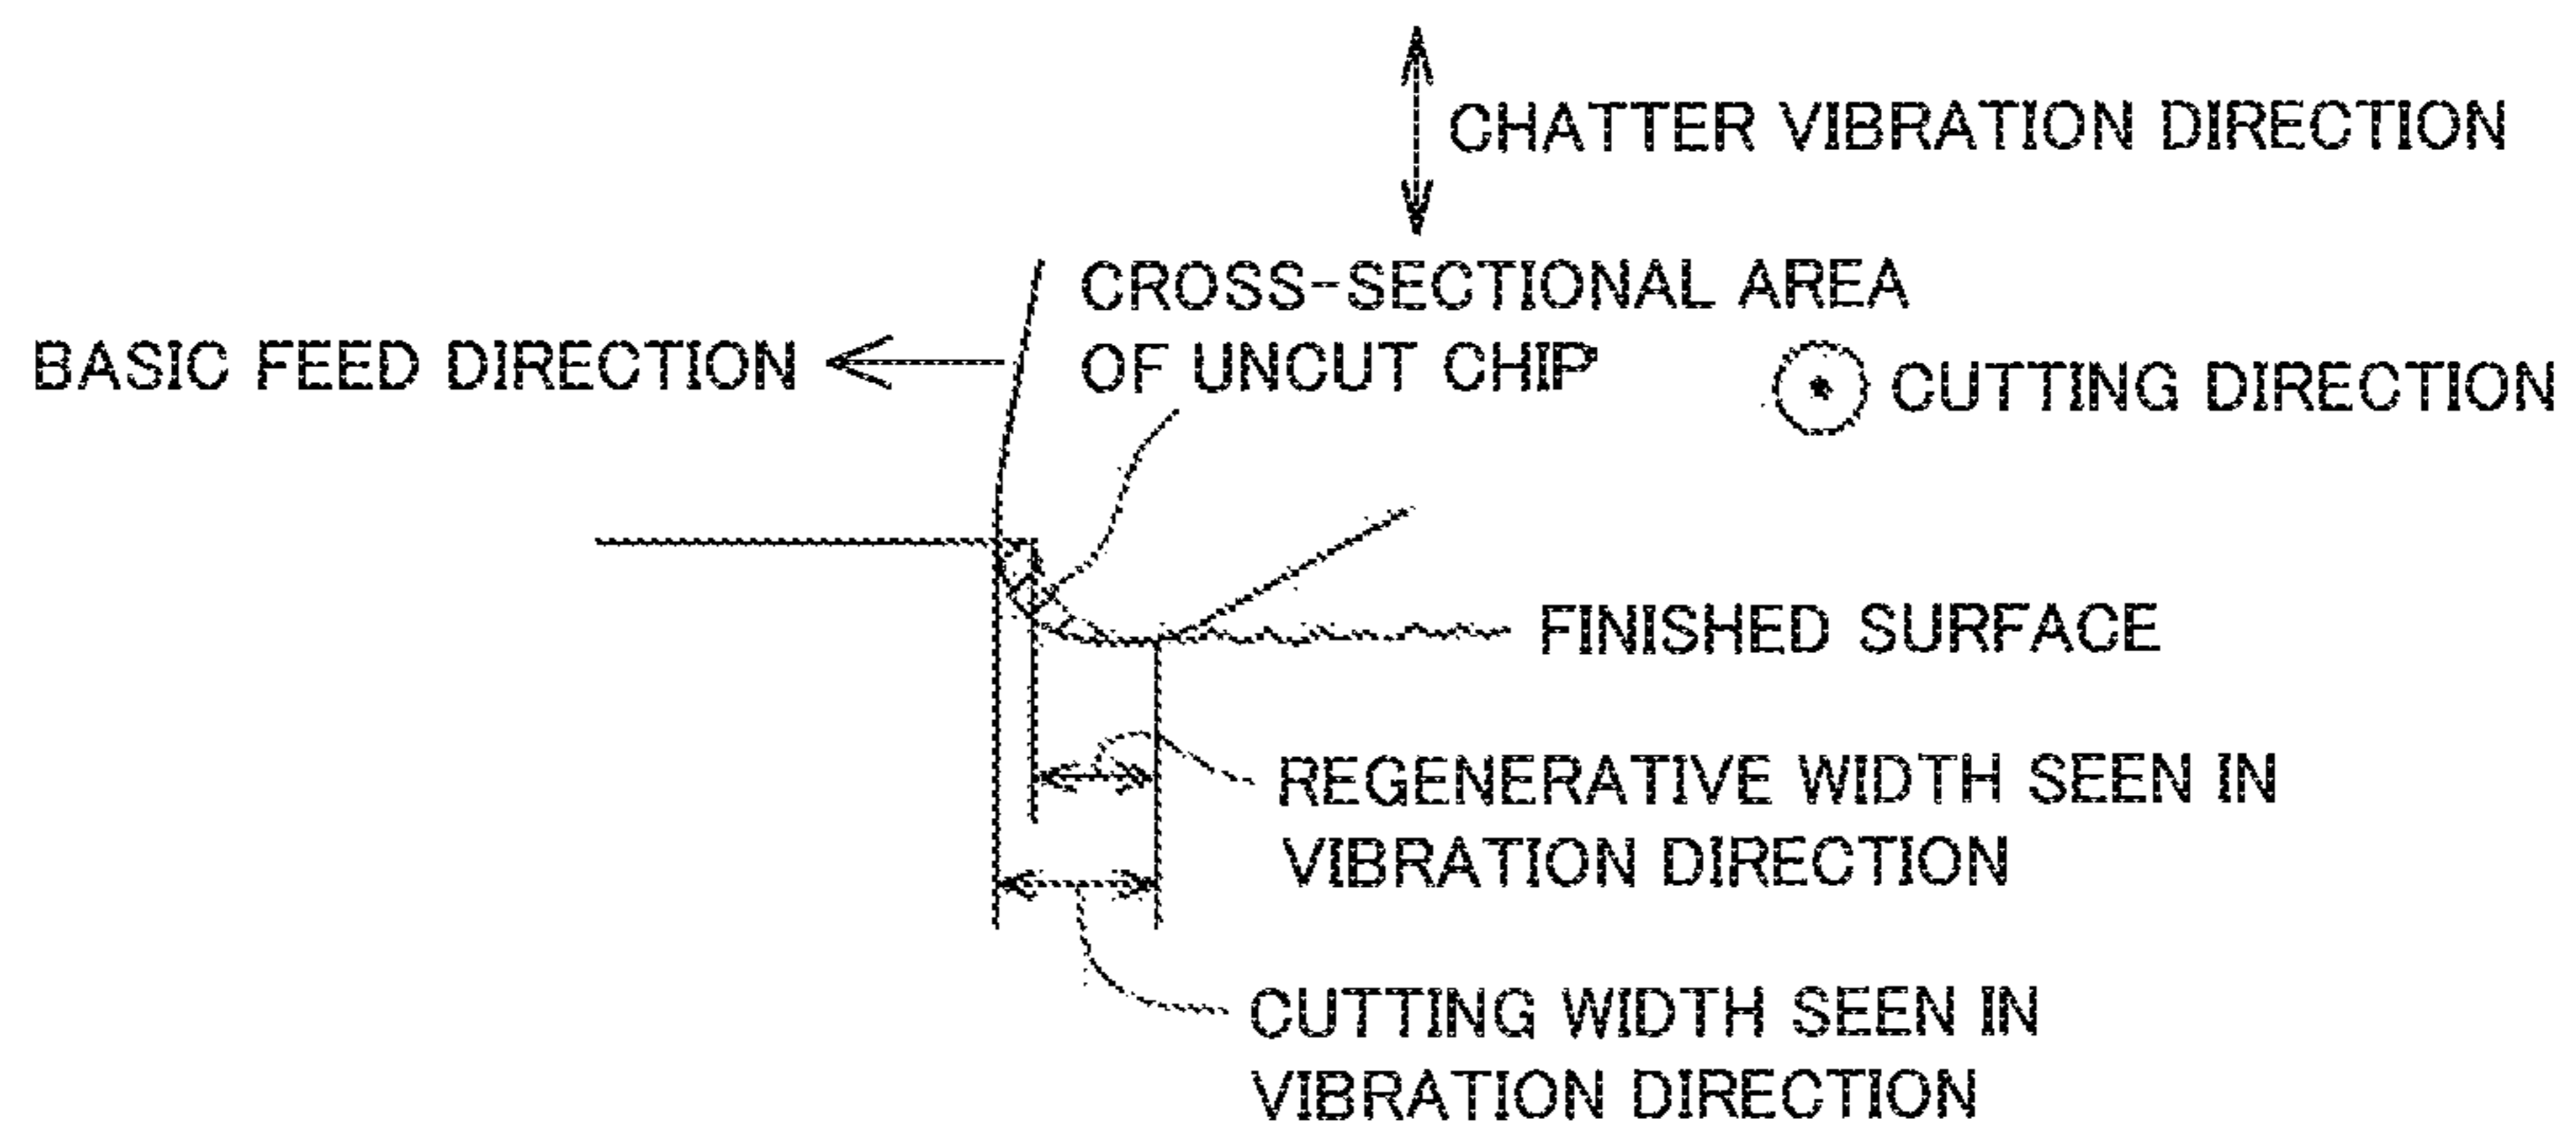 CHATTER VIBRATION DIRECTION
CROSS-SECTIONAL AREA
OF UNCUT CHIP
BASIC FEED DIRECTION
CUTTING DIRECTION
FINISHED SURFACE
REGENERATIVE WIDTH SEEN IN
VIBRATION DIRECTION
CUTTING WIDTH SEEN IN
VIBRATION DIRECTION